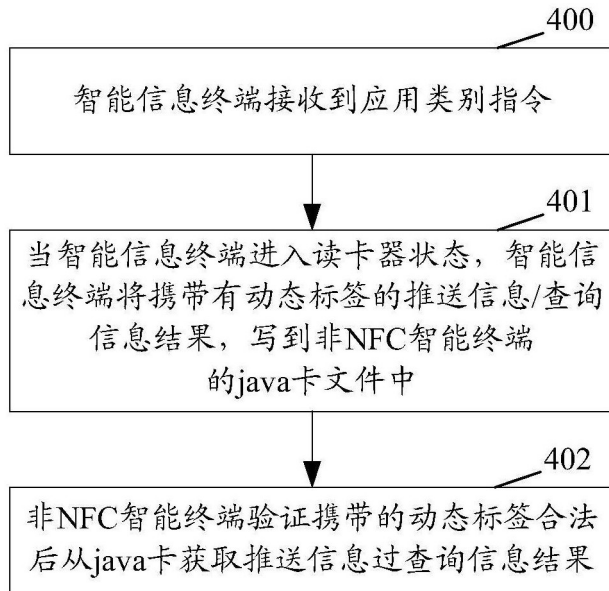 400
智能信息终端接收到应用类别指令
401
当智能信息终端进入读卡器状态，智能信
息终端将携带有动态标签的推送信息/查询
信息结果，写到非NFC智能终端
的java卡文件中
402
非NFC智能终端验证携带的动态标签合法
后从java卡获取推送信息过查询信息结果